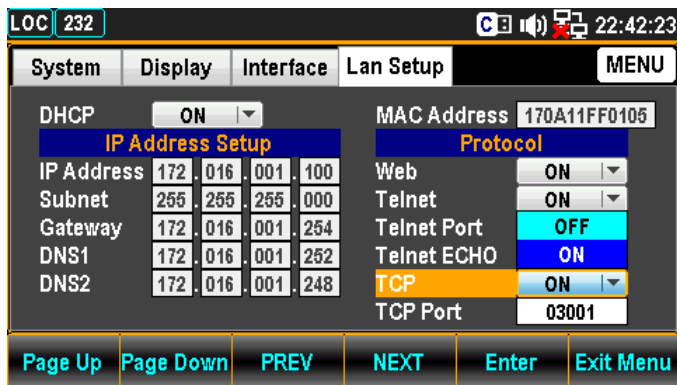 LOC 232 C 22:42:23
System Display Interface Lan Setup MENU
DHCP ON
MAC Address 170A11FF0105
IP Address Setup
IP Address 172.016.001.100
Subnet 255.255.255.000
Gateway 172.016.001.254
DNS1 172.016.001.252
DNS2 172.016.001.248
Protocol
Web ON
Telnet ON
Telnet Port OFF
Telnet ECHO ON
TCP ON
TCP Port 03001
Page Up Page Down PREV NEXT Enter Exit Menu